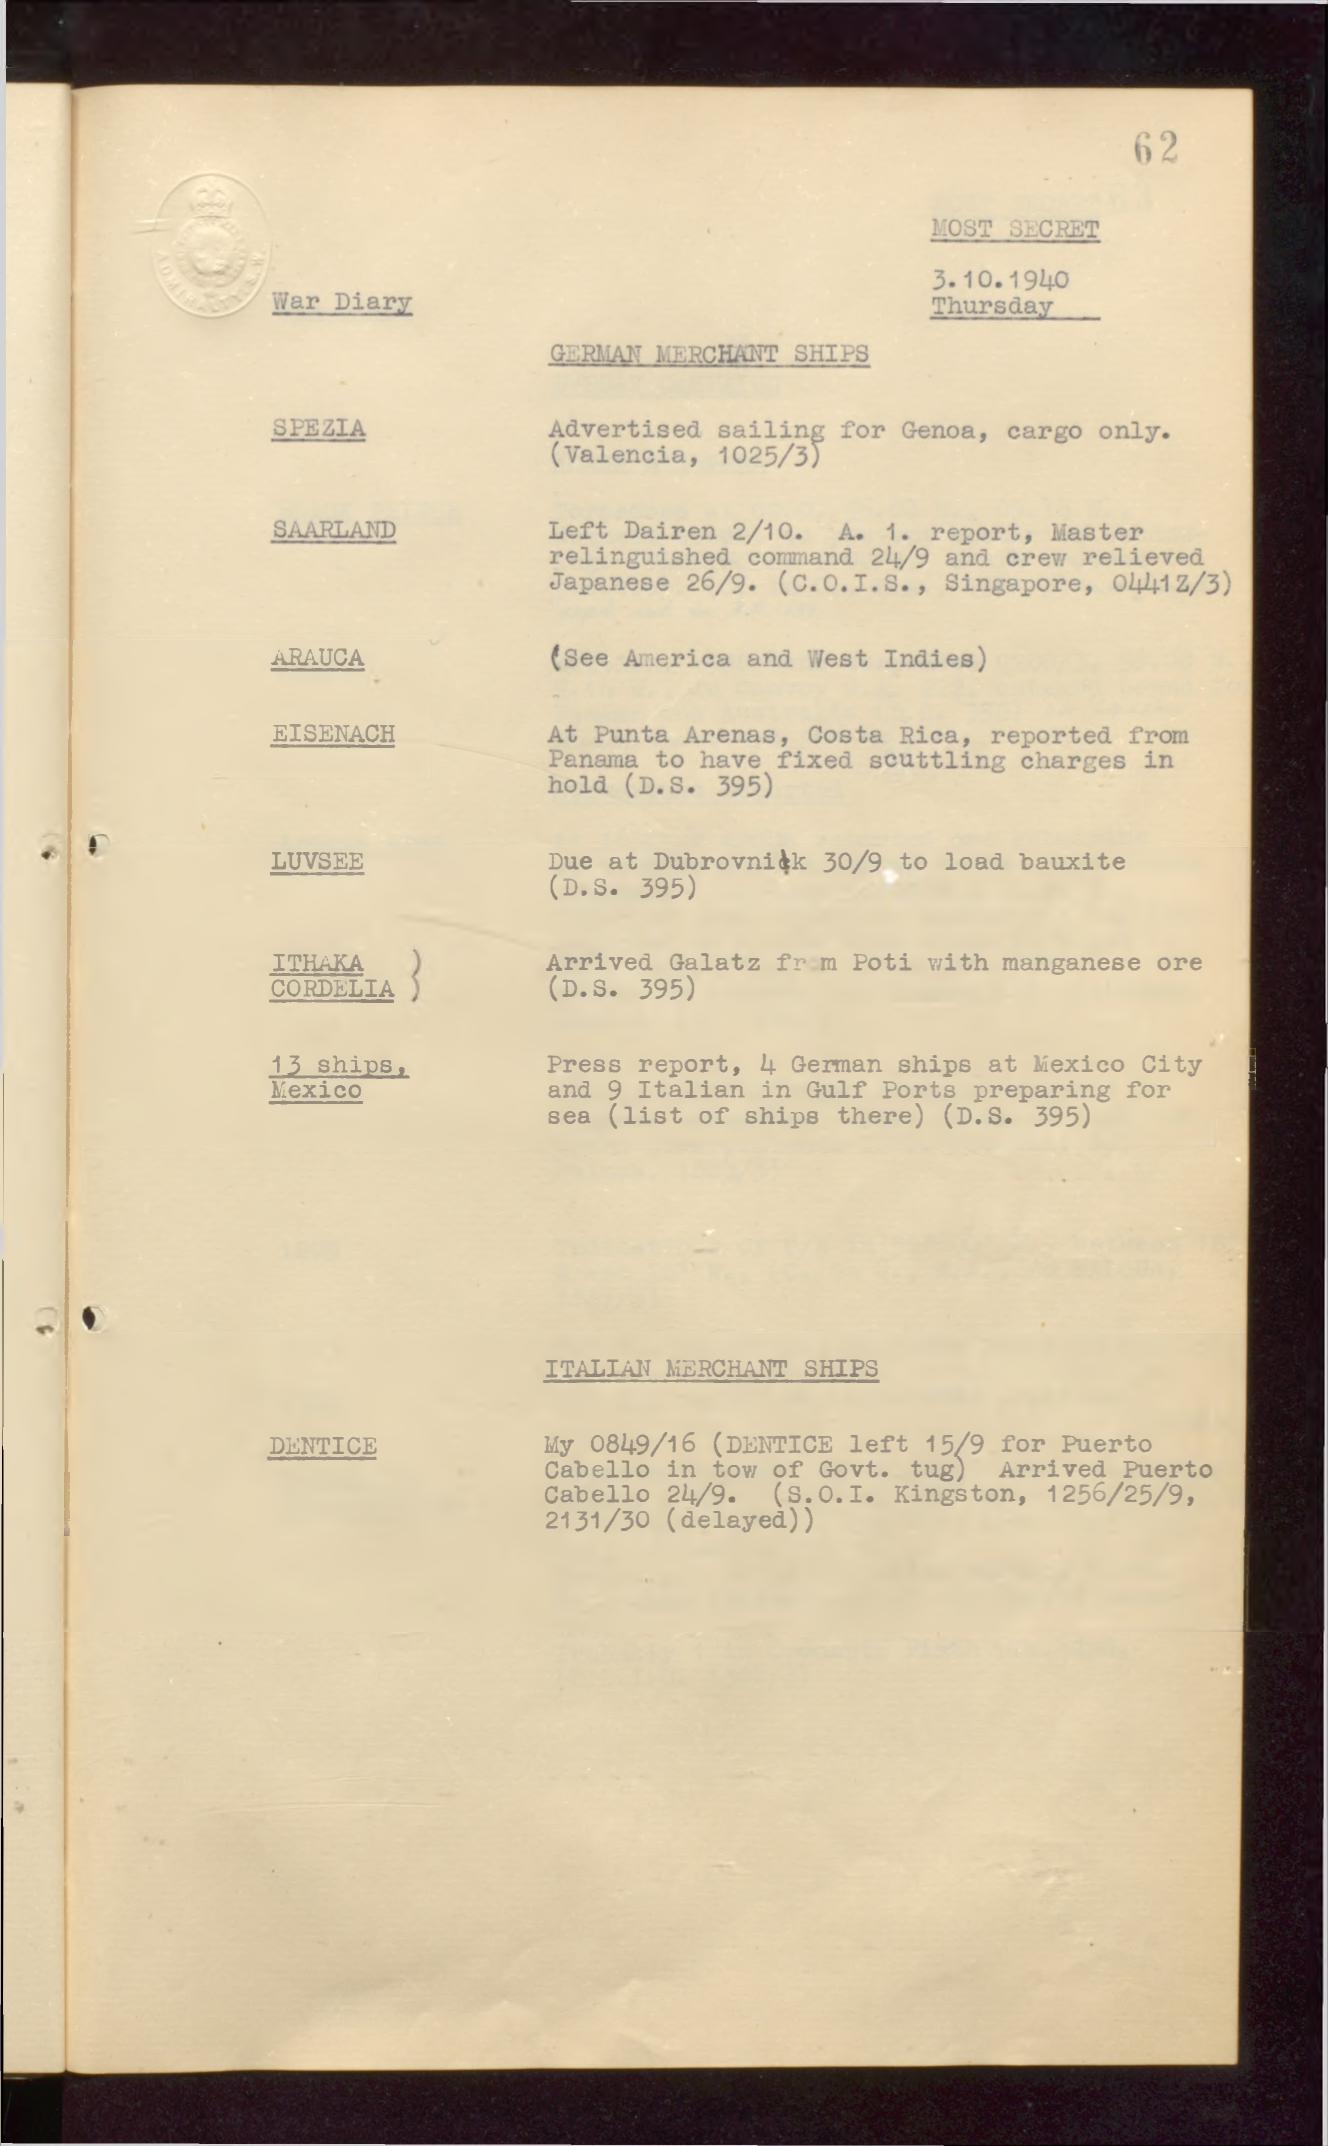 62
MOST SECRET
3.10.1940
Thursday
War Diary
GERMAN MERCHANT SHIPS
SPEZIA Advertised sailing for Genoa, cargo only.
(Valencia, 1025/3)
SAARLAND Left Dairen 2/10. A. 1. report, Master
relinguished command 24/9 and crew relieved
Japanese 26/9. (C.O.I.S., Singapore, 0441Z/3)
ARAUCA (See America and West Indies)
EISENACH At Punta Arenas, Costa Rica, reported from
Panama to have fixed scuttling charges in
hold (D.S. 395)
LUVSEE Due at Dubrovnik 30/9 to load bauxite
(D.S. 395)
ITHAKA ) Arrived Galatz from Poti with manganese ore
CORDELIA ) (D.S. 395)
13 ships, Press report, 4 German ships at Mexico City
Mexico and 9 Italian in Gulf Ports preparing for
sea (list of ships there) (D.S. 395)
ITALIAN MERCHANT SHIPS
DENTICE My 0849/16 (DENTICE left 15/9 for Puerto
Cabello in tow of Govt. tug) Arrived Puerto
Cabello 24/9. (S.O.I. Kingston, 1256/25/9,
2131/30 (delayed))